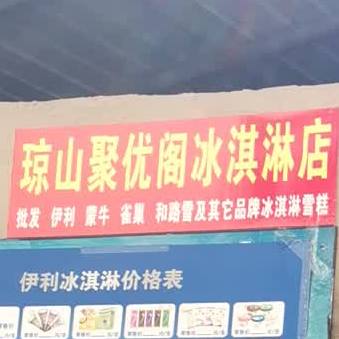 琼山聚优阁冰淇淋店
批发 伊利 蒙牛 雀巢 和路雪及其它品牌冰淇淋雪糕
伊利冰淇淋价格表